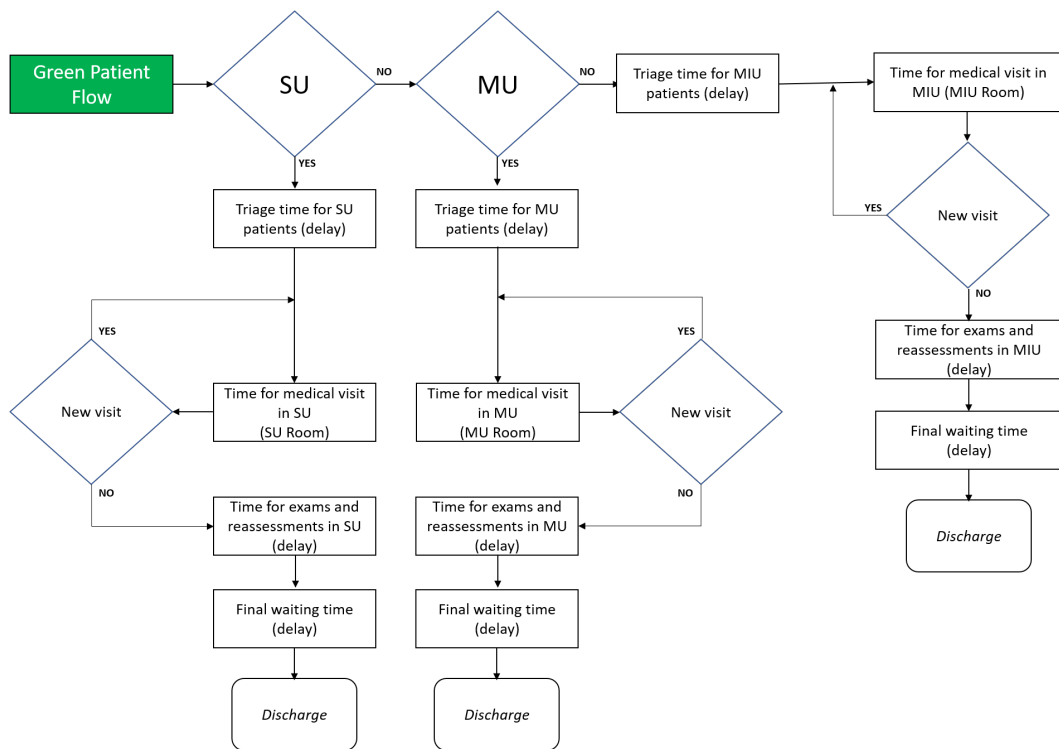 Green Patient
Flow
SU
NO
MU
NO
Triage time for MIU
patients (delay)
Time for medical visit in
MIU (MIU Room)
YES
YES
YES
New visit
NO
Triage time for SU
patients (delay)
Triage time for MU
patients (delay)
YES
YES
Time for exams and
reassessments in MIU
(delay)
New visit
Time for medical visit
in SU
(SU Room)
Time for medical visit
in MU
(MU Room)
New visit
Final waiting time
(delay)
NO
NO
Time for exams and
reassessments in SU
(delay)
Time for exams and
reassessments in MU
(delay)
Discharge
Final waiting time
(delay)
Final waiting time
(delay)
Discharge
Discharge